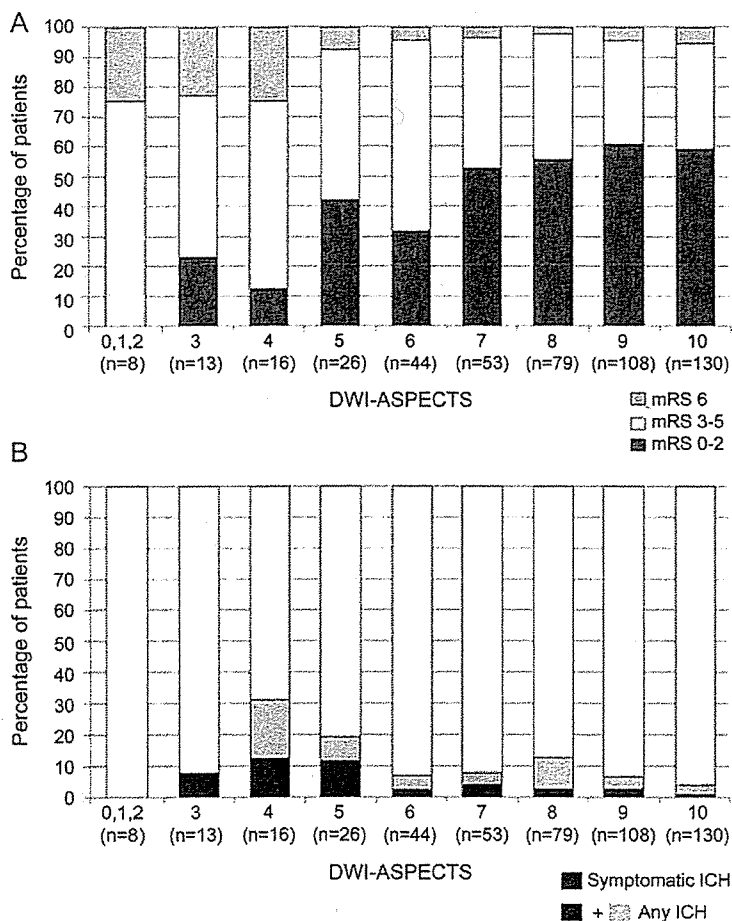 A
Percentage of patients
100
90
80
70
60
50
40
30
20
10
0
0,1,2 3 4 5 6 7 8 9 10
(n=8) (n=13) (n=16) (n=26) (n=44) (n=53) (n=79) (n=108) (n=130)
DWI-ASPECTS
mRS 6
mRS 3-5
mRS 0-2
B
Percentage of patients
100
90
80
70
60
50
40
30
20
10
0
0,1,2 3 4 5 6 7 8 9 10
(n=8) (n=13) (n=16) (n=26) (n=44) (n=53) (n=79) (n=108) (n=130)
DWI-ASPECTS
Symptomatic ICH
+ Any ICH